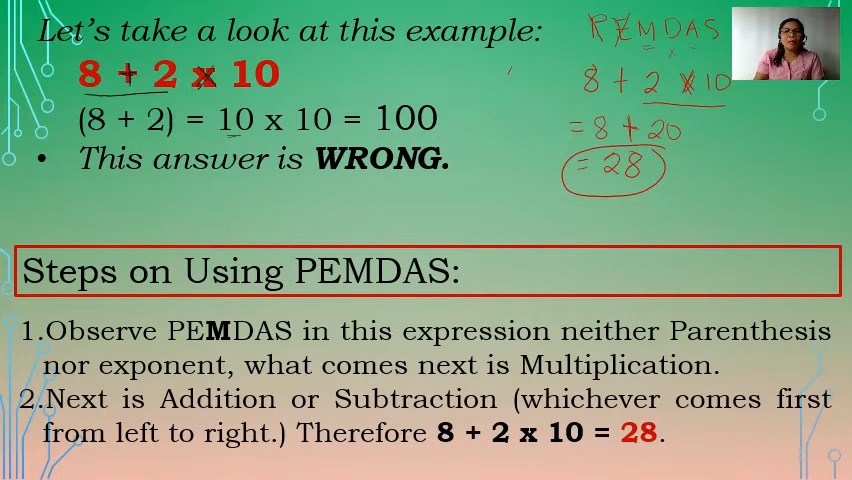 Let's take a look at this example:
8 + 2 x 10
(8 + 2) = 10 x 10 = 100
• This answer is WRONG.
PEMDAS
8 + 2 x 10
= 8 + 20
= 28
Steps on Using PEMDAS:
1.Observe PEMDAS in this expression neither Parenthesis
nor exponent, what comes next is Multiplication.
2.Next is Addition or Subtraction (whichever comes first
from left to right.) Therefore 8 + 2 x 10 = 28.